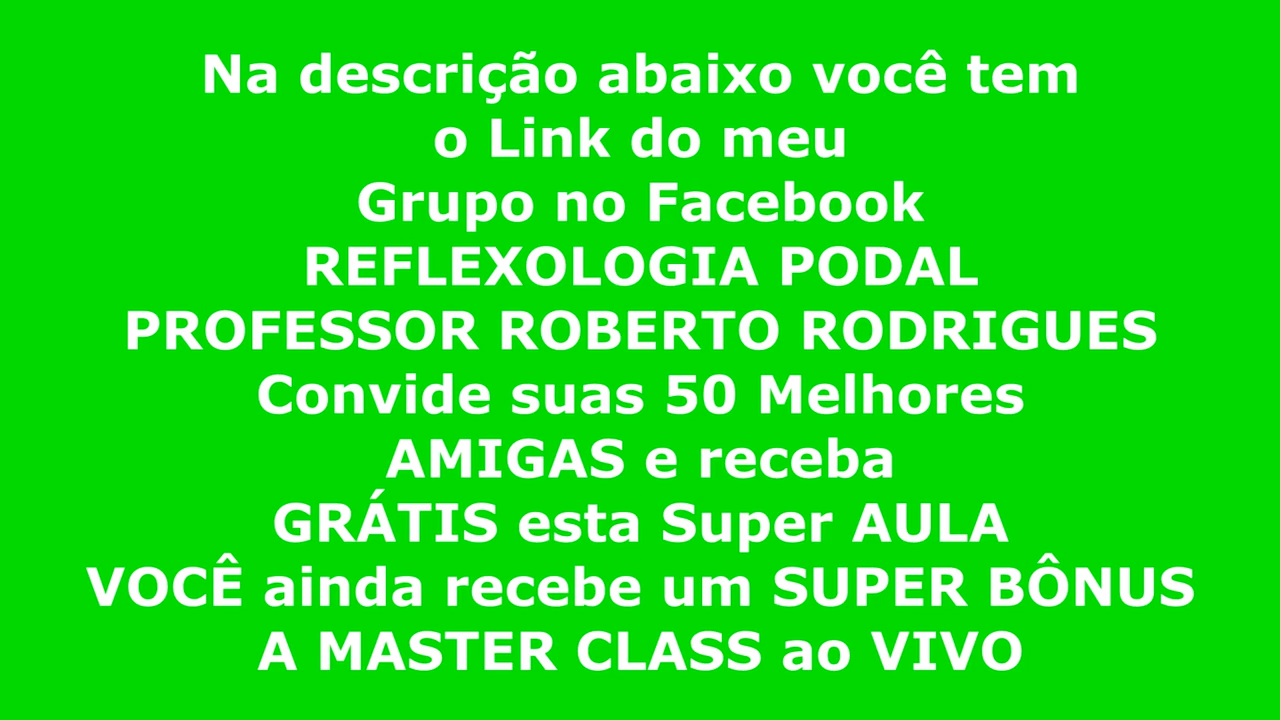 Na descrição abaixo você tem
o Link do meu
Grupo no Facebook
REFLEXOLOGIA PODAL
PROFESSOR ROBERTO RODRIGUES
Convide suas 50 Melhores
AMIGAS e receba
GRÁTIS esta Super AULA
VOCÊ ainda recebe um SUPER BÔNUS
A MASTER CLASS ao VIVO